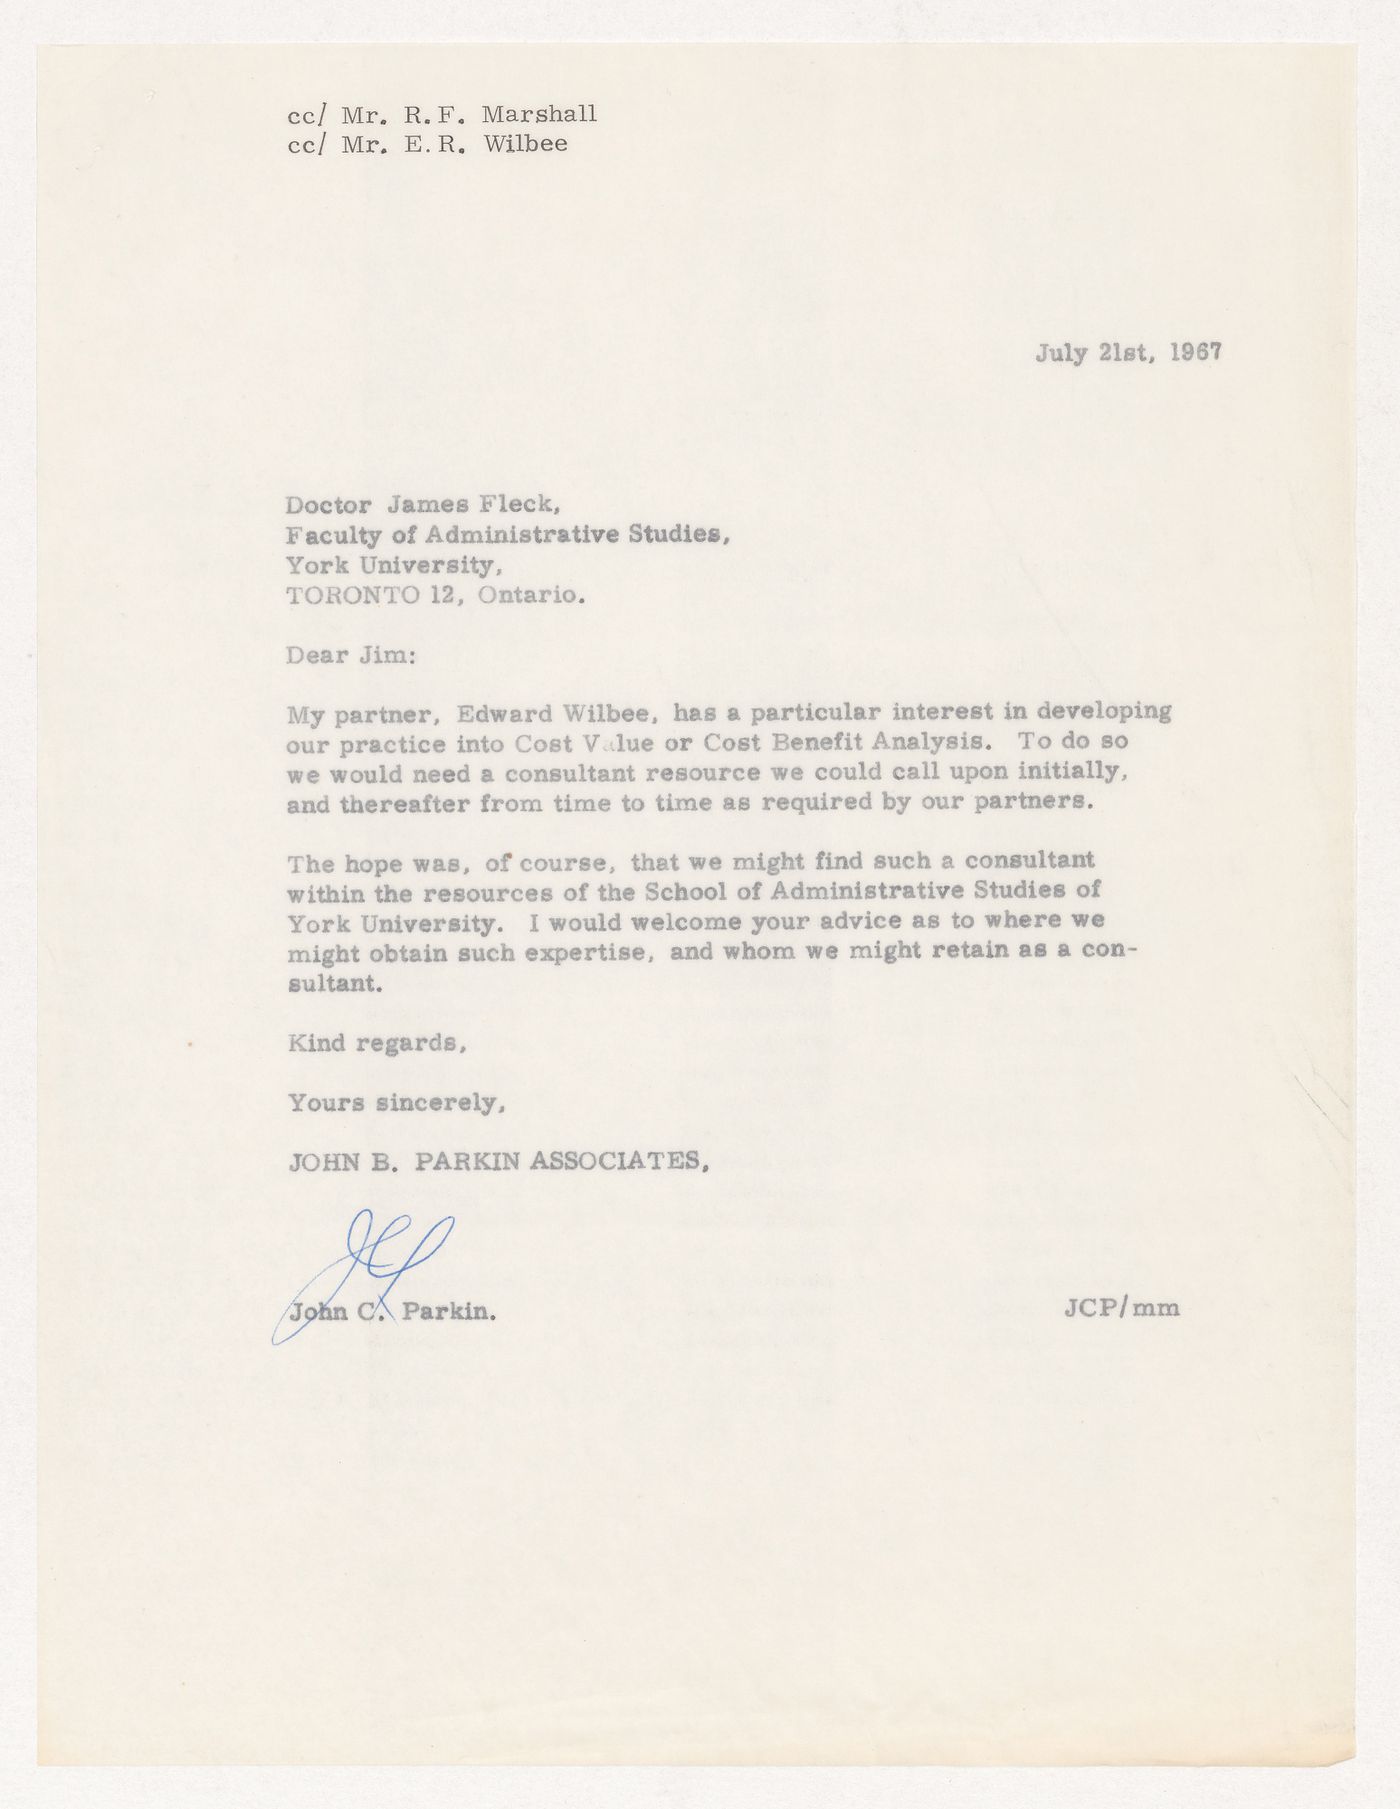 cc/ Mr. R.F. Marshall
cc/ Mr. E.R. Wilbee
July 21st, 1967
Doctor James Fleck,
Faculty of Administrative Studies,
York University,
TORONTO 12, Ontario.
Dear Jim:
My partner, Edward Wilbee, has a particular interest in developing
our practice into Cost Value or Cost Benefit Analysis. To do so
we would need a consultant resource we could call upon initially,
and thereafter from time to time as required by our partners.
The hope was, of course, that we might find such a consultant
within the resources of the School of Administrative Studies of
York University. I would welcome your advice as to where we
might obtain such expertise, and whom we might retain as a con-
sultant.
Kind regards,
Yours sincerely,
JOHN B. PARKIN ASSOCIATES,
JCP
John C. Parkin. JCP/mm